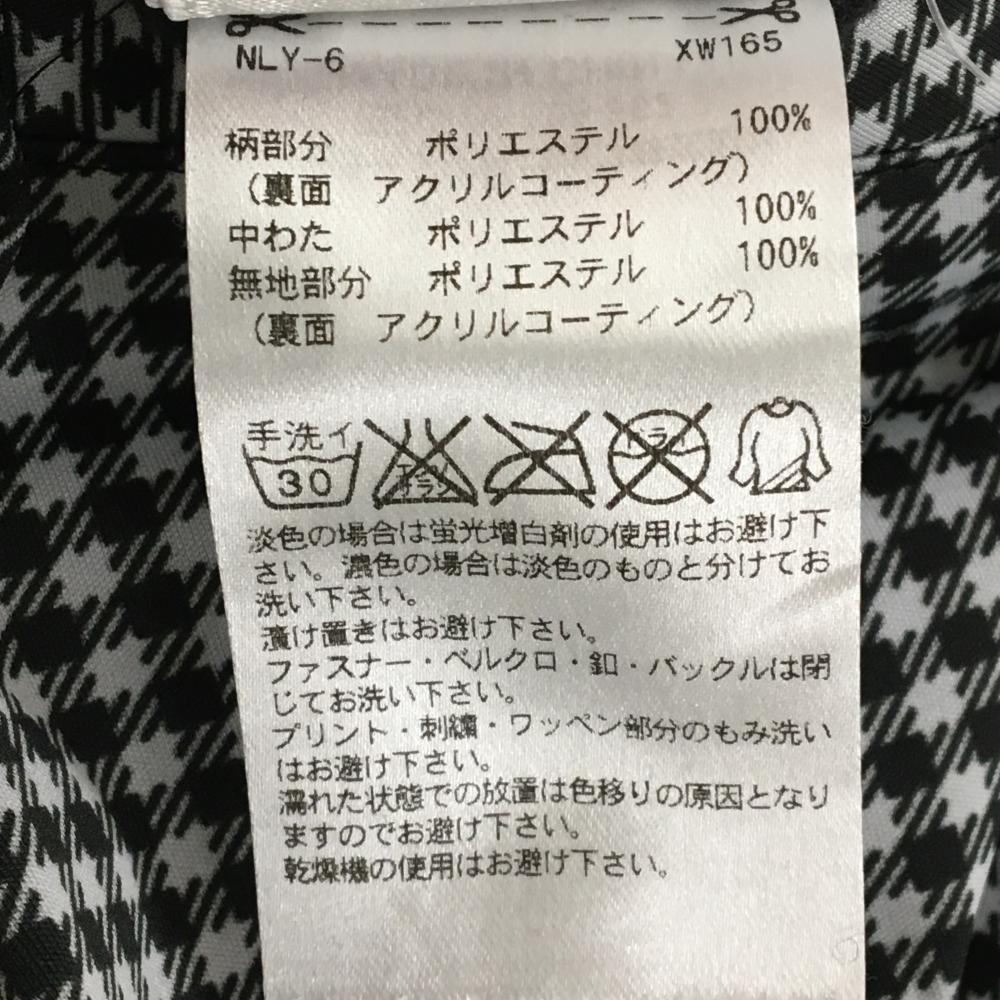 NLY-6 XW165
柄部分 ポリエステル 100%
(裏面 アクリルコーティング)
中わた ポリエステル 100%
無地部分 ポリエステル 100%
(裏面 アクリルコーティング)
手洗イ
30 エンソ サラシ ドライ
淡色の場合は蛍光増白剤の使用はお避け下
さい。濃色の場合は淡色のものと分けてお
洗い下さい。
漬け置きはお避け下さい。
ファスナー・ベルクロ・釦・バックルは閉
じてお洗い下さい。
プリント・刺繍・ワッペン部分のもみ洗い
はお避け下さい。
濡れた状態での放置は色移りの原因となり
ますのでお避け下さい。
乾燥機の使用はお避け下さい。